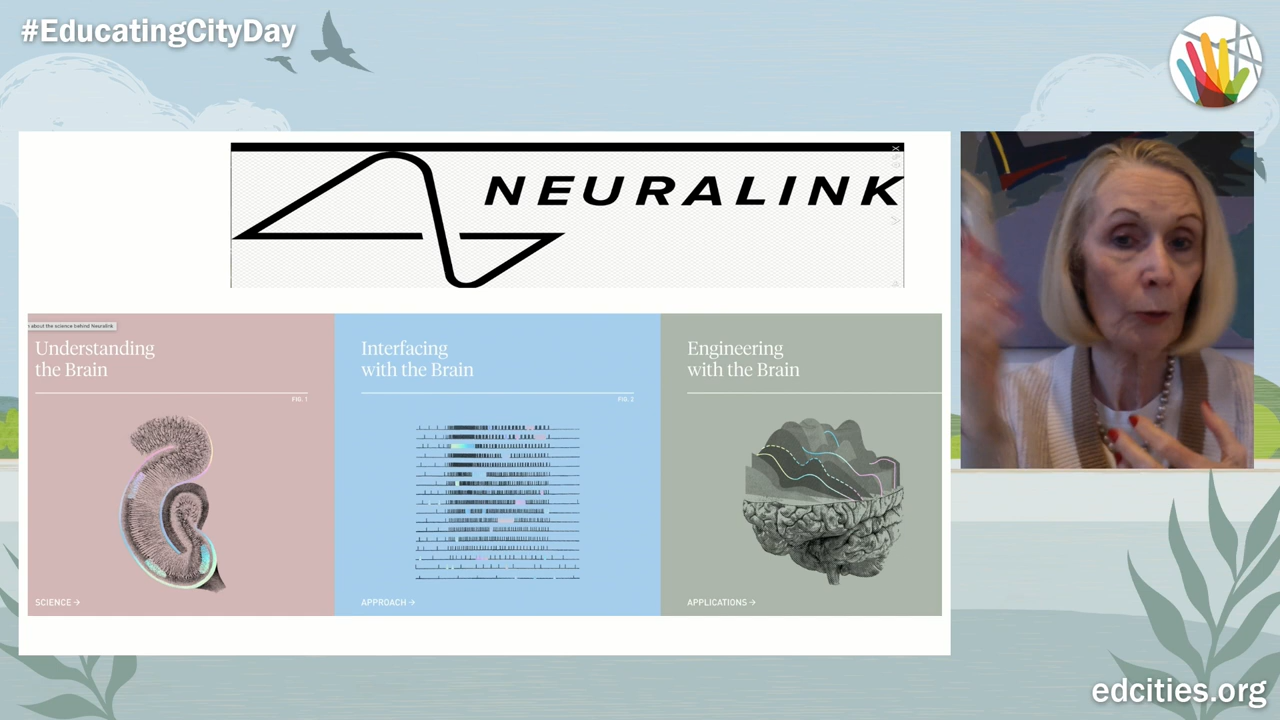 #EducatingCityDay
NEURALINK
about the science behind Neuralink
Understanding
the Brain
FIG. 1
SCIENCE →
Interfacing
with the Brain
FIG. 2
APPROACH →
Engineering
with the Brain
APPLICATIONS →
edcities.org